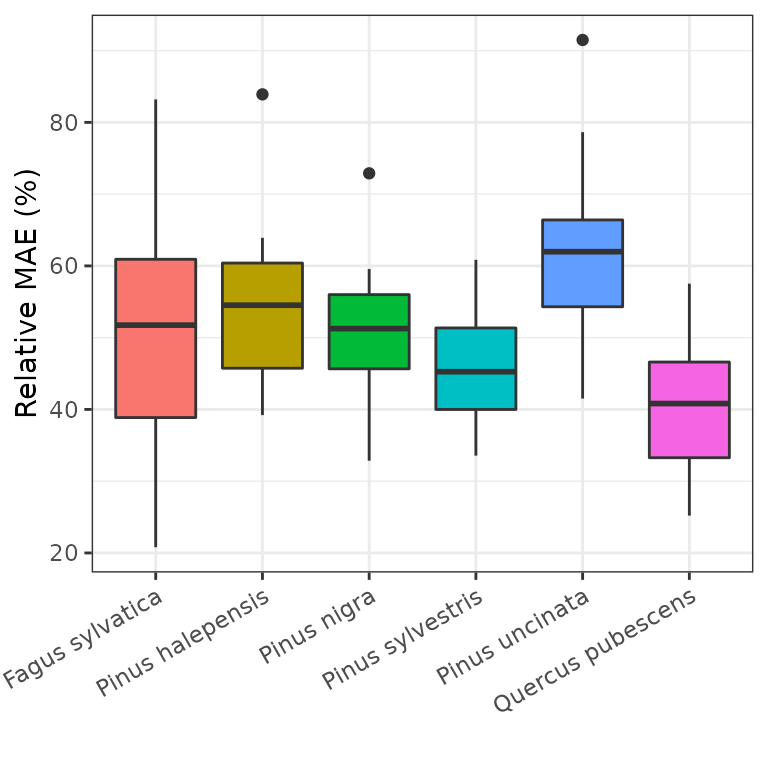 Relative MAE (%)
80
60
40
20
Fagus sylvatica
Pinus halepensis
Pinus nigra
Pinus sylvestris
Pinus uncinata
Quercus pubescens